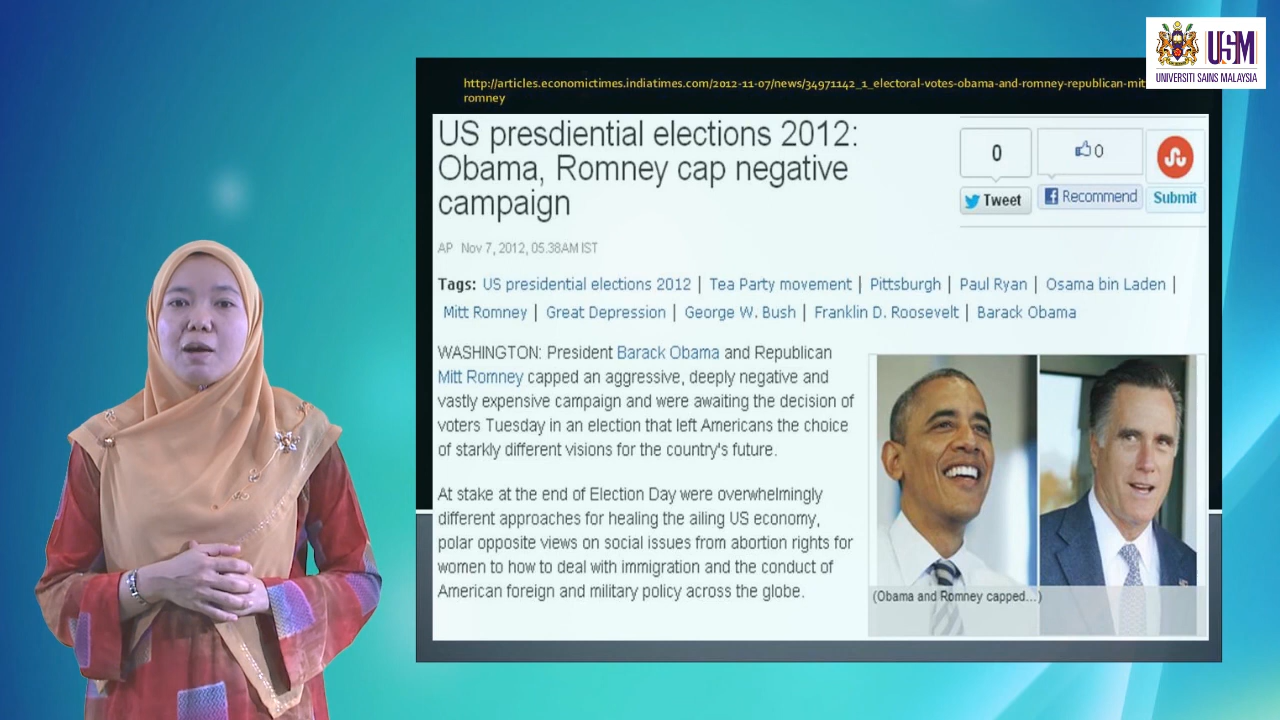 USM
UNIVERSITI SAINS MALAYSIA
http://articles.economictimes.indiatimes.com/2012-11-07/news/34971142_1_electoral-votes-obama-and-romney-republican-mit
romney
US presdiential elections 2012:
Obama, Romney cap negative
campaign
0
0
Tweet
Recommend
Submit
AP Nov 7, 2012, 05.38AM IST
Tags: US presidential elections 2012 | Tea Party movement | Pittsburgh | Paul Ryan | Osama bin Laden |
Mitt Romney | Great Depression | George W. Bush | Franklin D. Roosevelt | Barack Obama
WASHINGTON: President Barack Obama and Republican
Mitt Romney capped an aggressive, deeply negative and
vastly expensive campaign and were awaiting the decision of
voters Tuesday in an election that left Americans the choice
of starkly different visions for the country's future.
At stake at the end of Election Day were overwhelmingly
different approaches for healing the ailing US economy,
polar opposite views on social issues from abortion rights for
women to how to deal with immigration and the conduct of
American foreign and military policy across the globe.
(Obama and Romney capped...)